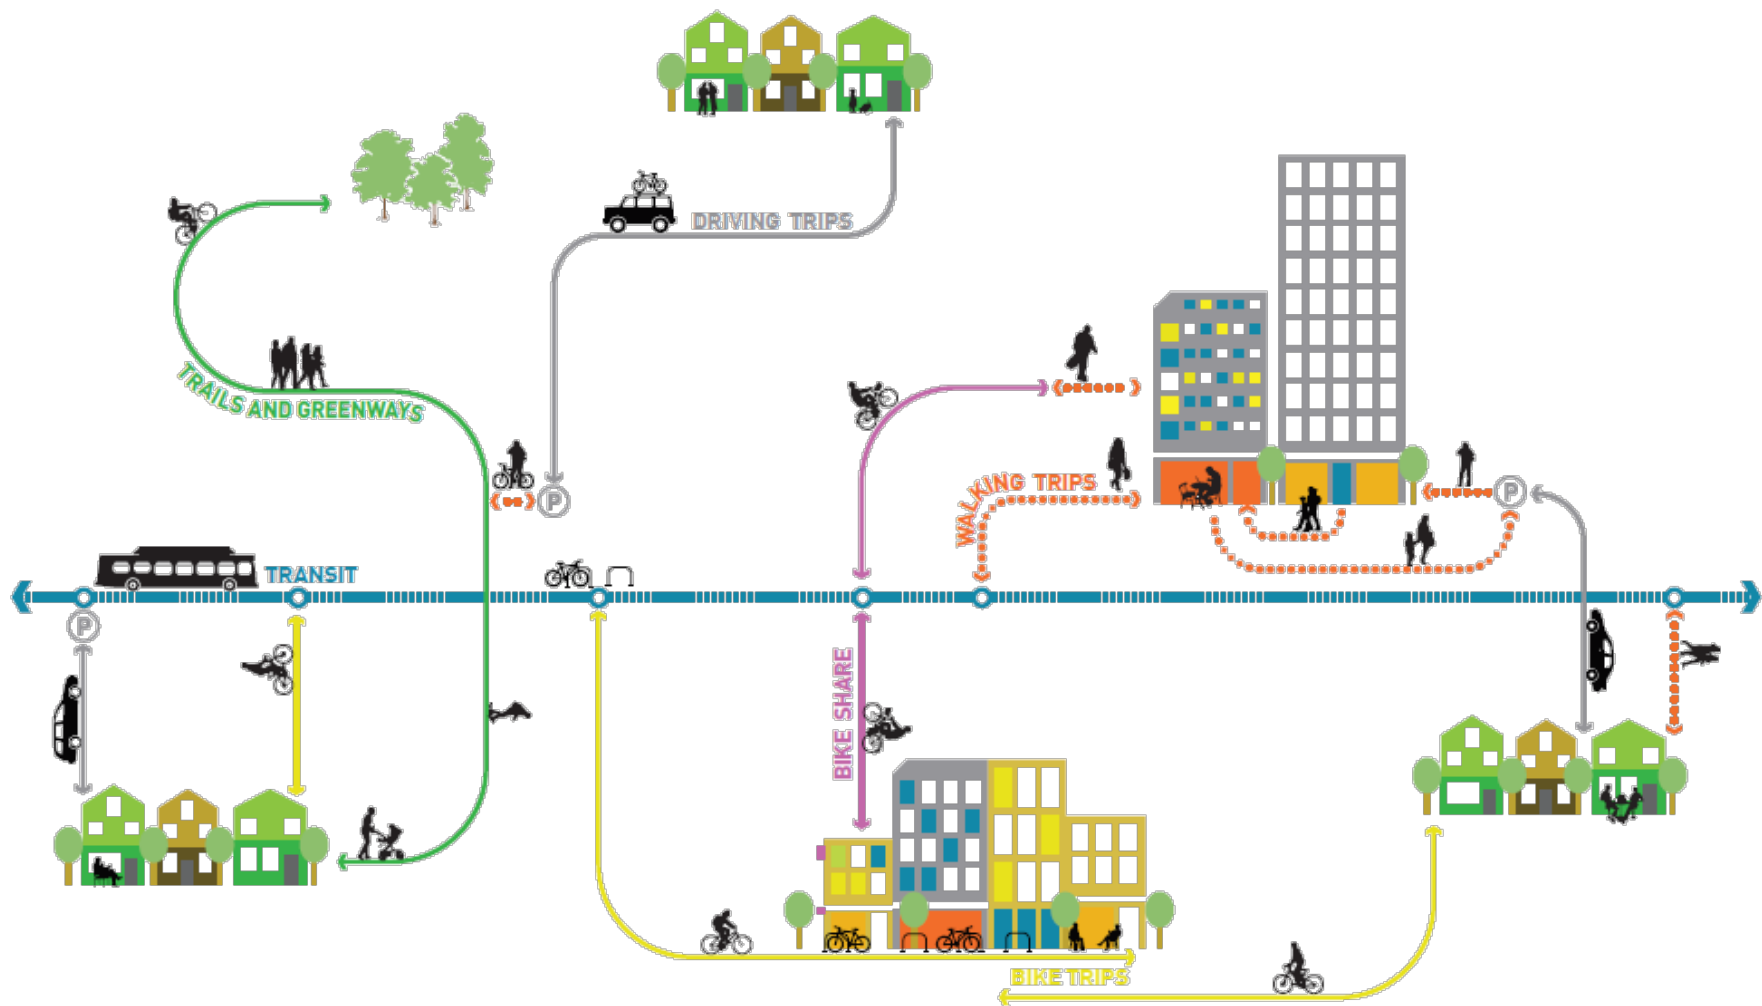 DRIVING TRIPS
TRAILS AND GREENWAYS
WALKING TRIPS
P
P
TRANSIT
P
BIKE SHARE
BIKE TRIPS